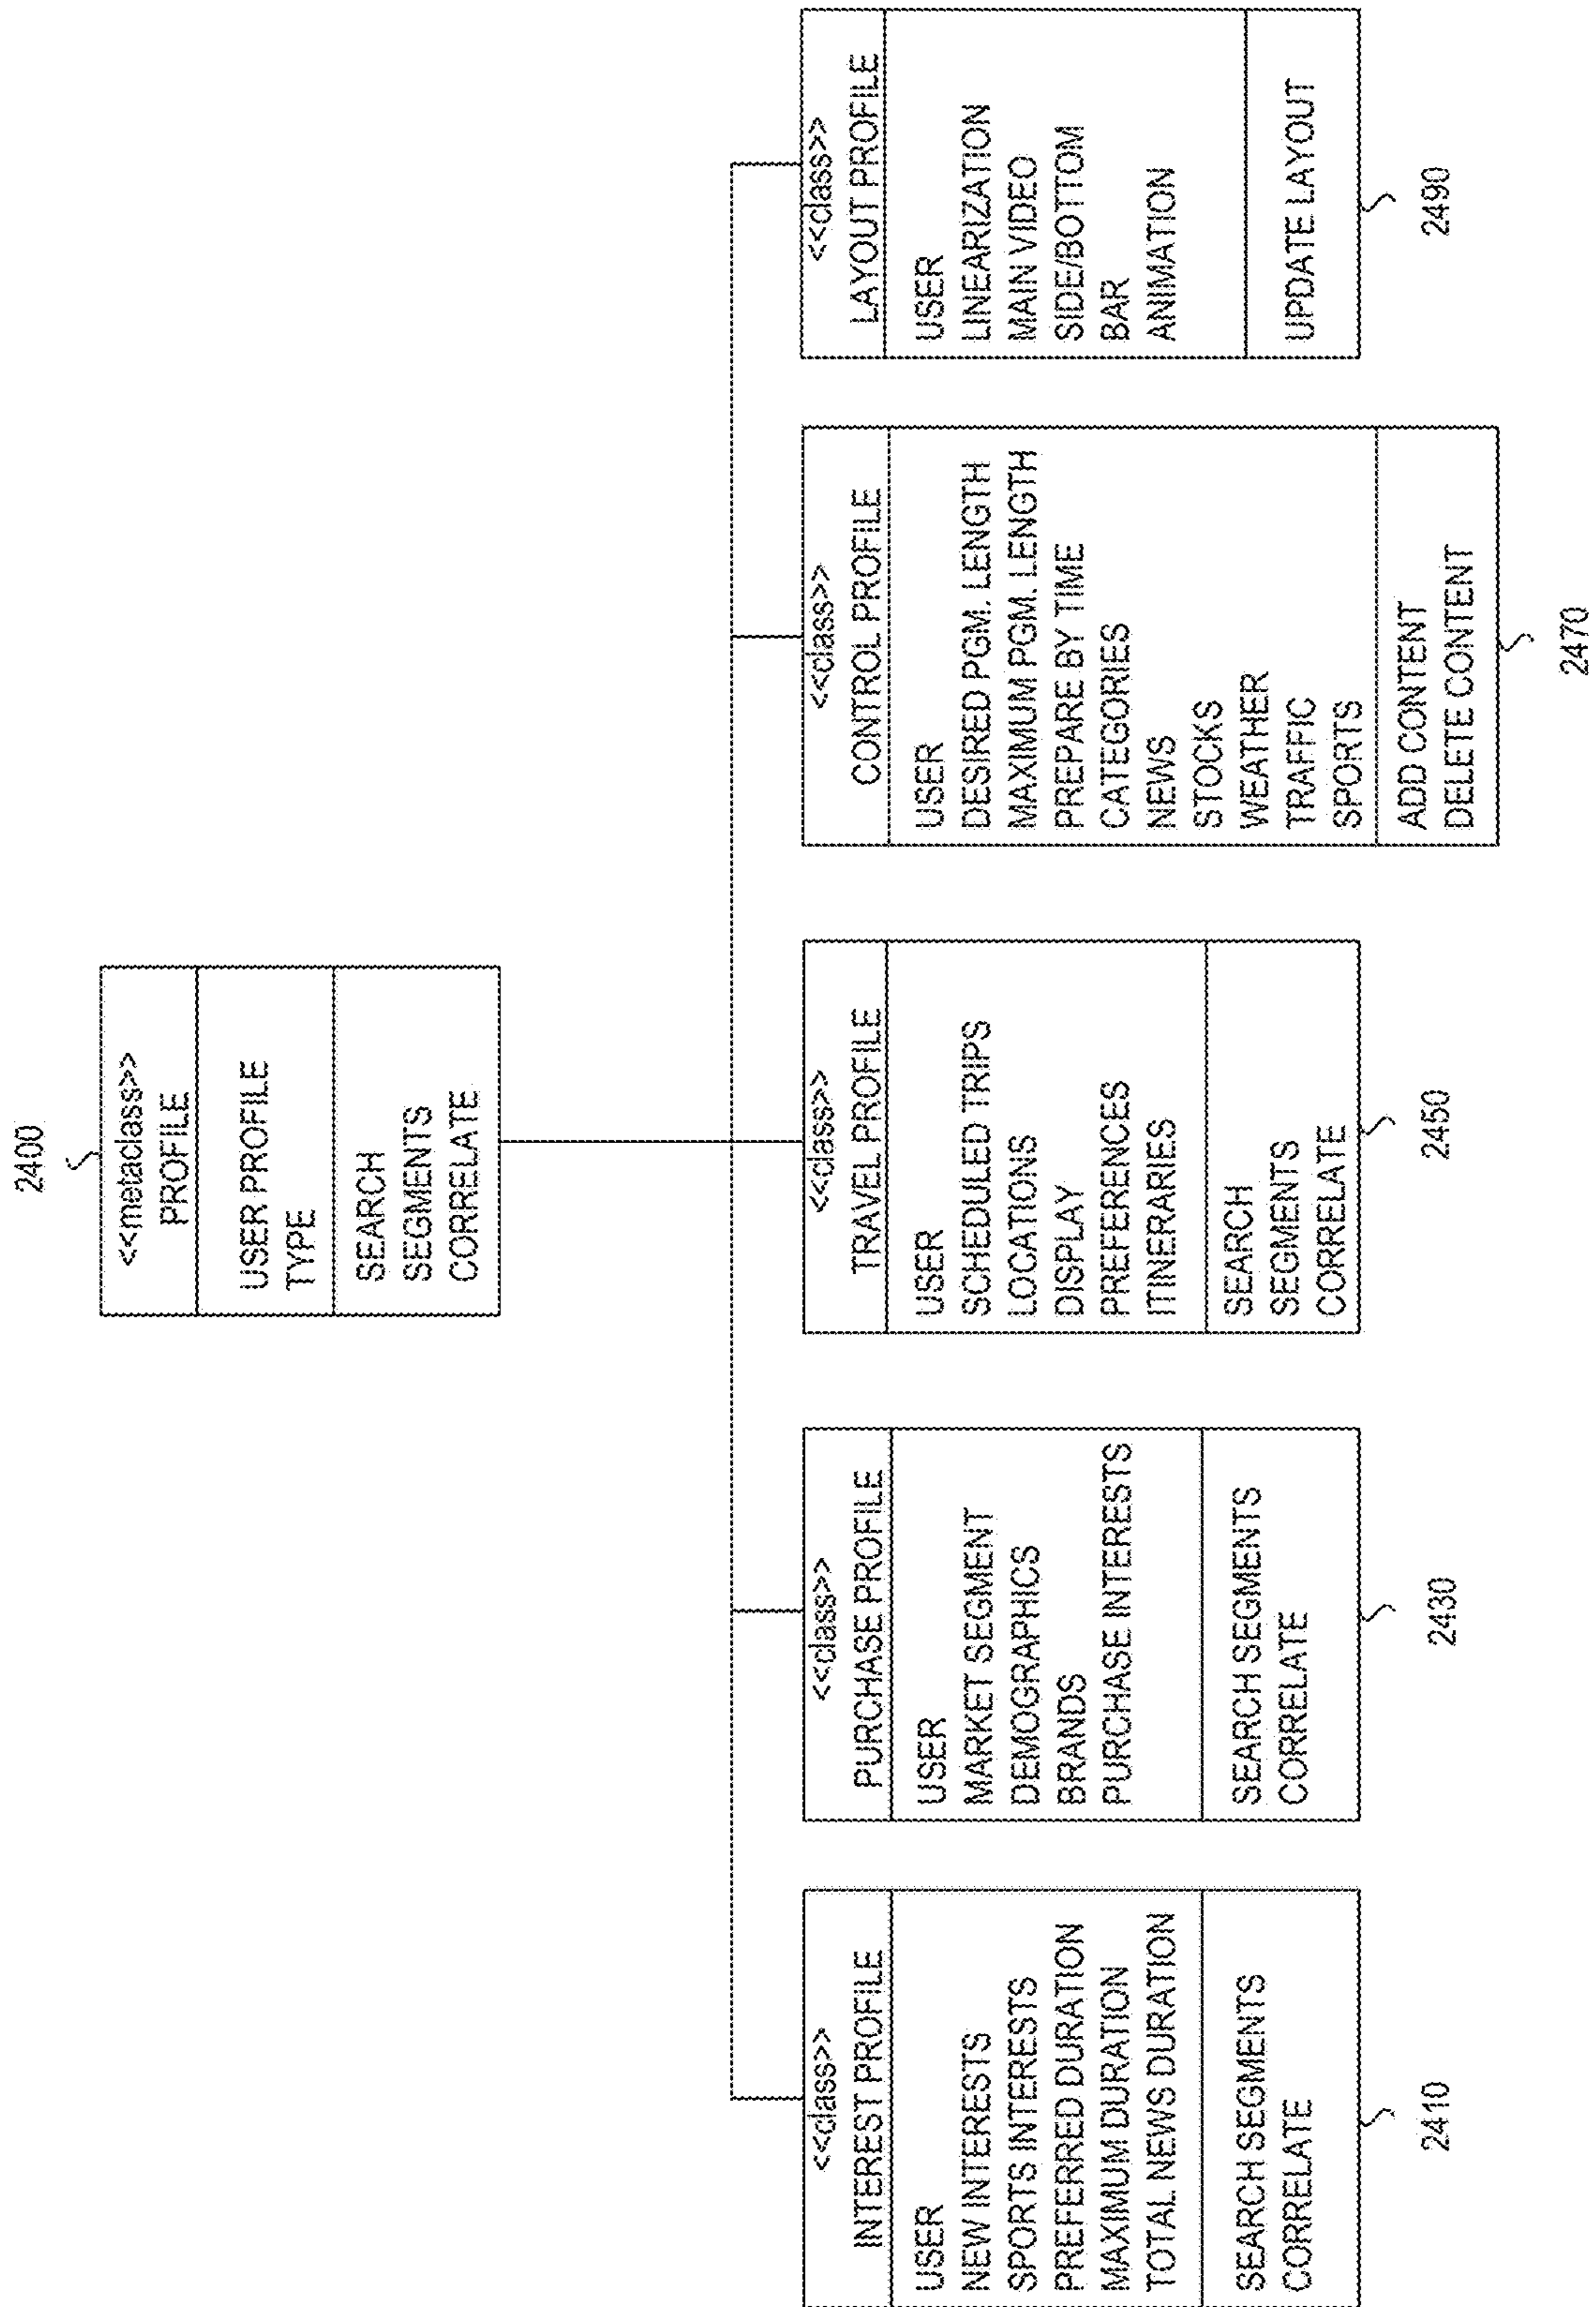 2400
<<metaclass>>
PROFILE
USER PROFILE
TYPE
SEARCH
SEGMENTS
CORRELATE
<<class>>
INTEREST PROFILE
USER
NEW INTERESTS
SPORTS INTERESTS
PREFERRED DURATION
MAXIMUM DURATION
TOTAL NEWS DURATION
SEARCH SEGMENTS
CORRELATE
2410
<<class>>
PURCHASE PROFILE
USER
MARKET SEGMENT
DEMOGRAPHICS
BRANDS
PURCHASE INTERESTS
SEARCH SEGMENTS
CORRELATE
2430
<<class>>
TRAVEL PROFILE
USER
SCHEDULED TRIPS
LOCATIONS
DISPLAY
PREFERENCES
ITINERARIES
SEARCH
SEGMENTS
CORRELATE
2450
<<class>>
CONTROL PROFILE
USER
DESIRED PGM. LENGTH
MAXIMUM PGM. LENGTH
PREPARE BY TIME
CATEGORIES
NEWS
STOCKS
WEATHER
TRAFFIC
SPORTS
ADD CONTENT
DELETE CONTENT
2470
<<class>>
LAYOUT PROFILE
USER
LINEARIZATION
MAIN VIDEO
SIDE/BOTTOM
BAR
ANIMATION
UPDATE LAYOUT
2490